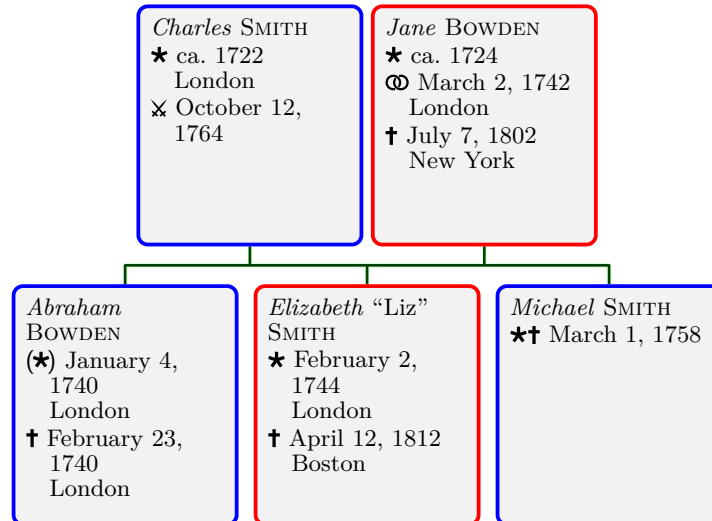 Charles SMITH
* ca. 1722
London
⚔ October 12,
1764
Jane BOWDEN
* ca. 1724
⚭ March 2, 1742
London
† July 7, 1802
New York
Abraham
BOWDEN
(*) January 4,
1740
London
† February 23,
1740
London
Elizabeth “Liz”
SMITH
* February 2,
1744
London
† April 12, 1812
Boston
Michael SMITH
*† March 1, 1758